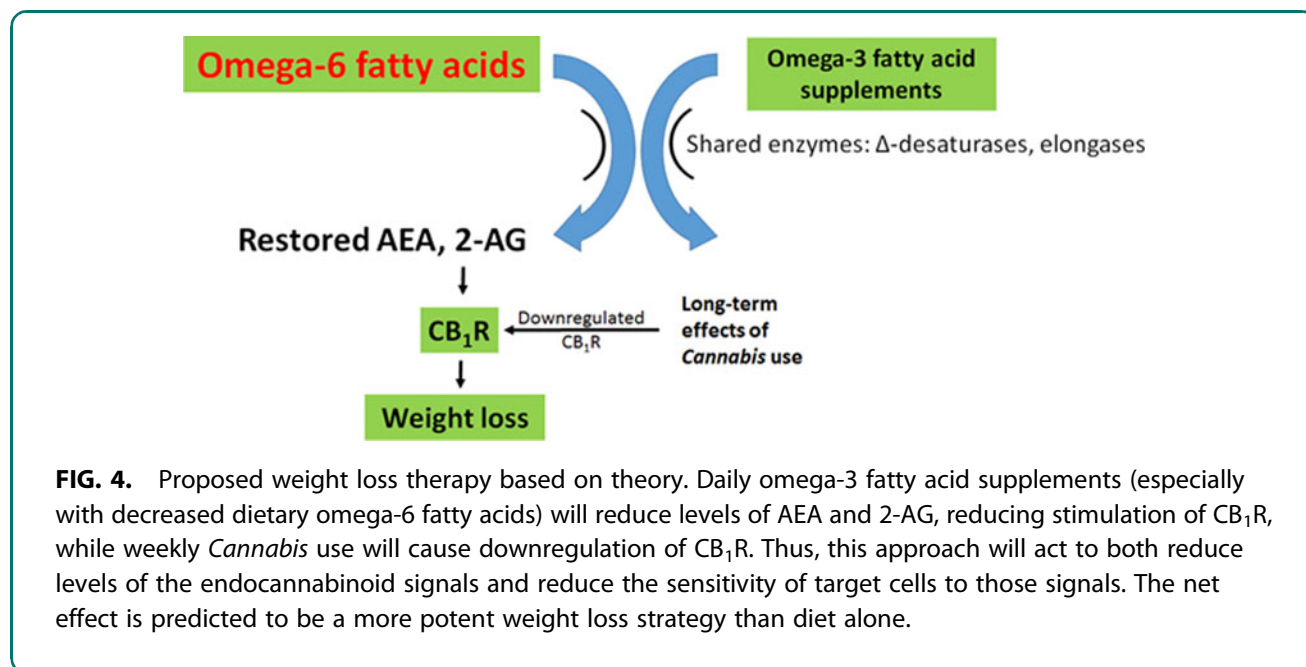 Omega-6 fatty acids
Omega-3 fatty acid
supplements
Shared enzymes: Δ-desaturases, elongases
Restored AEA, 2-AG
CB₁R
Downregulated
CB₁R
Long-term
effects of
Cannabis use
Weight loss
FIG. 4. Proposed weight loss therapy based on theory. Daily omega-3 fatty acid supplements (especially
with decreased dietary omega-6 fatty acids) will reduce levels of AEA and 2-AG, reducing stimulation of CB₁R,
while weekly Cannabis use will cause downregulation of CB₁R. Thus, this approach will act to both reduce
levels of the endocannabinoid signals and reduce the sensitivity of target cells to those signals. The net
effect is predicted to be a more potent weight loss strategy than diet alone.